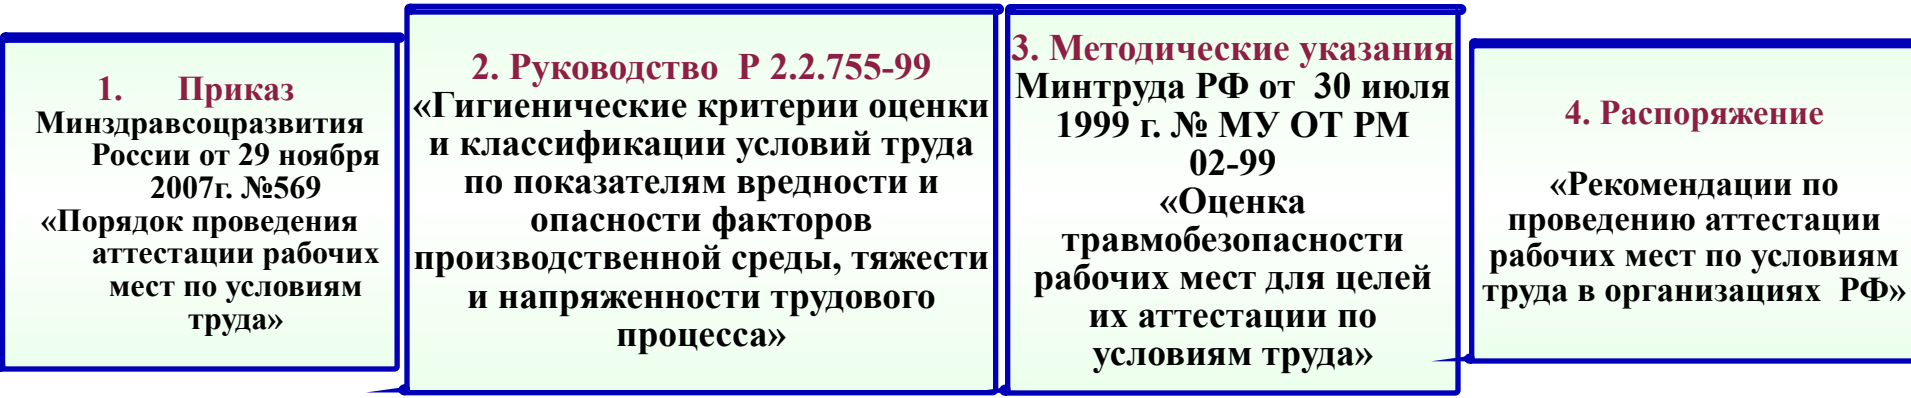 1. Приказ
Минздравсоцразвития
России от 29 ноября
2007г. №569
«Порядок проведения
аттестации рабочих
мест по условиям
труда»
2. Руководство Р 2.2.755-99
«Гигиенические критерии оценки
и классификации условий труда
по показателям вредности и
опасности факторов
производственной среды, тяжести
и напряженности трудового
процесса»
3. Методические указания
Минтруда РФ от 30 июля
1999 г. № МУ ОТ РМ
02-99
«Оценка
травмобезопасности
рабочих мест для целей
их аттестации по
условиям труда»
4. Распоряжение
«Рекомендации по
проведению аттестации
рабочих мест по условиям
труда в организациях РФ»